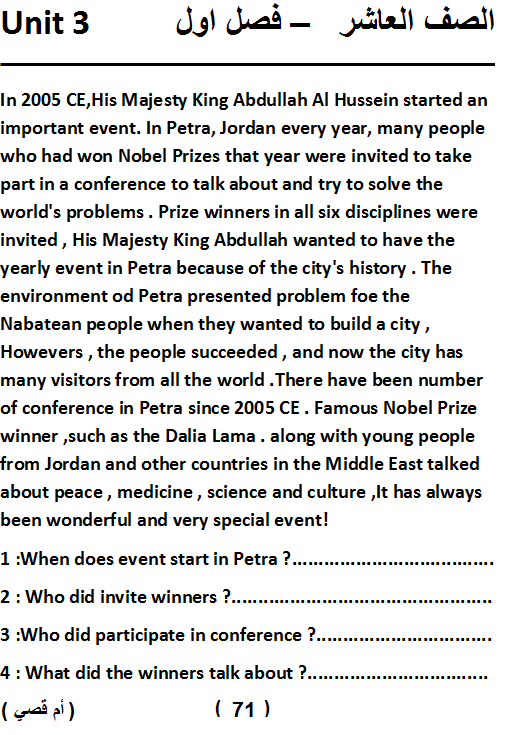 Unit 3 الصف العاشر – فصل اول
In 2005 CE,His Majesty King Abdullah Al Hussein started an
important event. In Petra, Jordan every year, many people
who had won Nobel Prizes that year were invited to take
part in a conference to talk about and try to solve the
world's problems . Prize winners in all six disciplines were
invited , His Majesty King Abdullah wanted to have the
yearly event in Petra because of the city's history . The
environment od Petra presented problem foe the
Nabatean people when they wanted to build a city ,
Howevers , the people succeeded , and now the city has
many visitors from all the world .There have been number
of conference in Petra since 2005 CE . Famous Nobel Prize
winner ,such as the Dalia Lama . along with young people
from Jordan and other countries in the Middle East talked
about peace , medicine , science and culture ,It has always
been wonderful and very special event!
1 :When does event start in Petra ?......................................
2 : Who did invite winners ?.................................................
3 :Who did participate in conference ?.................................
4 : What did the winners talk about ?..................................
( أم قصي ) ( 71 )